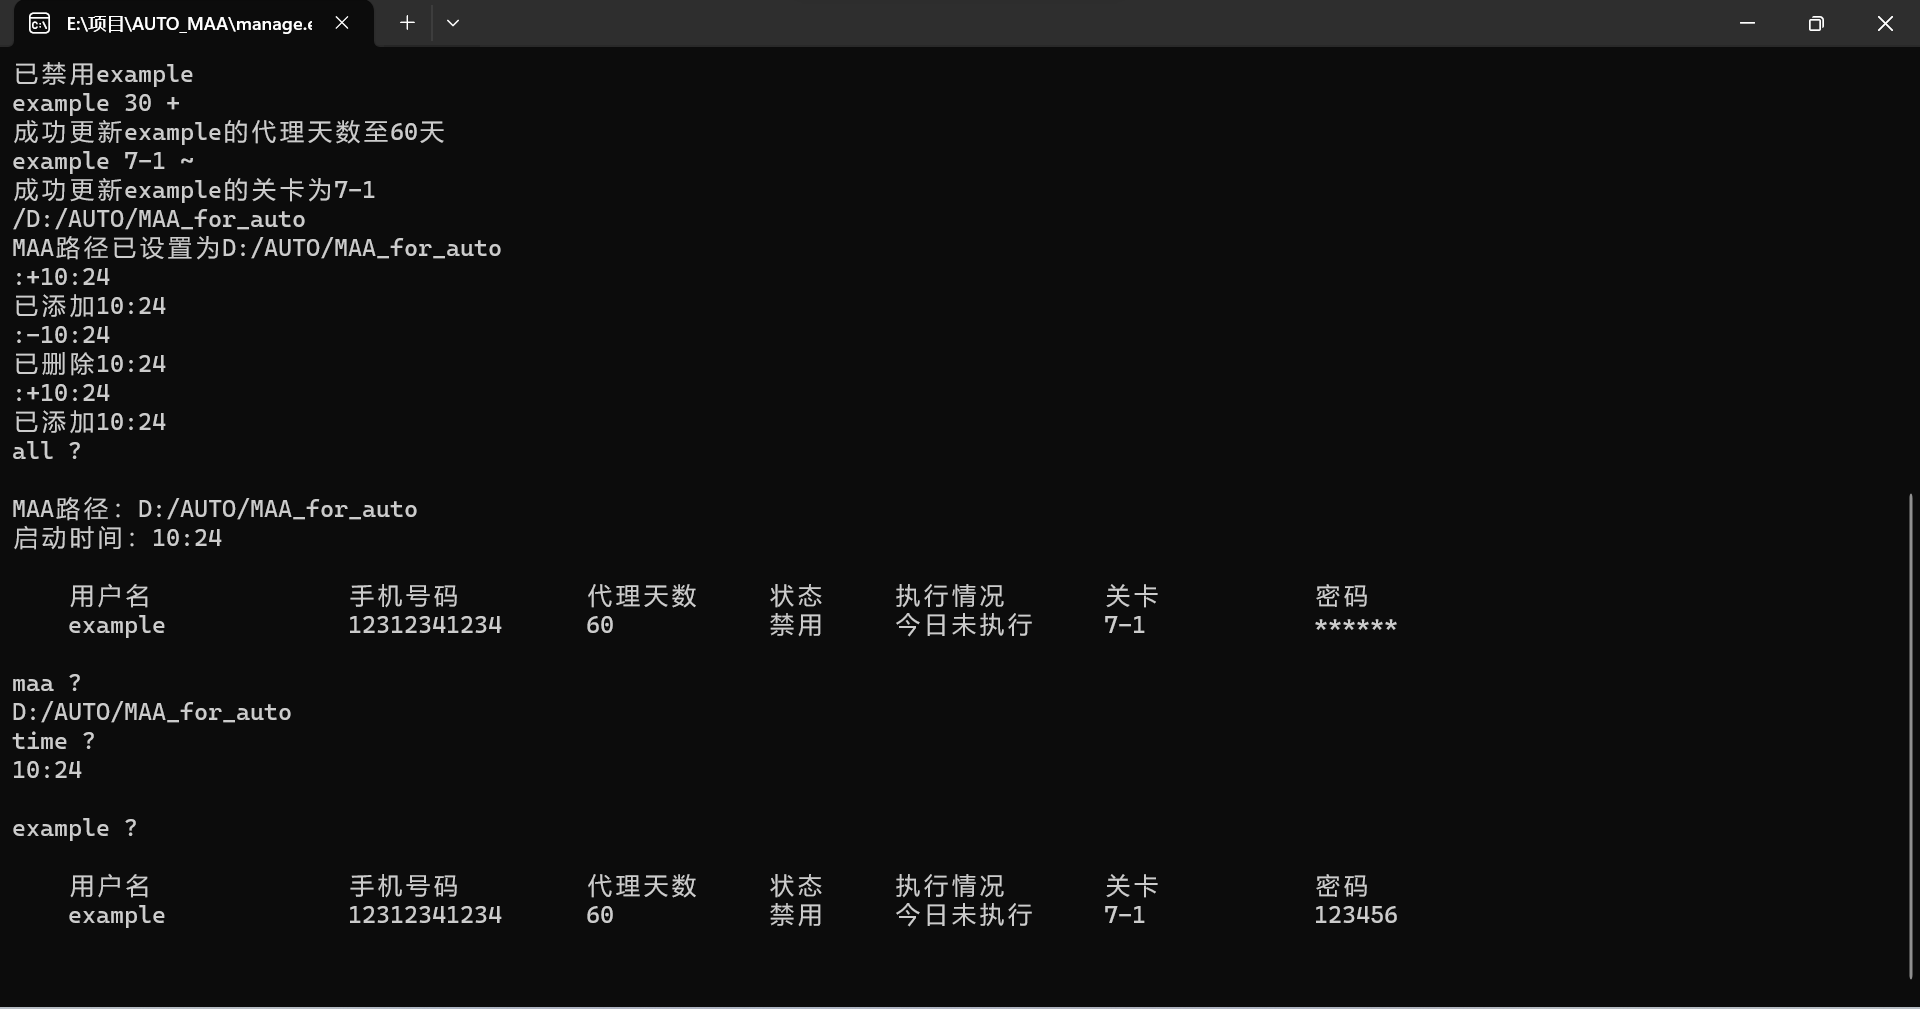 E:\项目\AUTO_MAA\manage.e
已禁用example
example 30 +
成功更新example的代理天数至60天
example 7-1 ~
成功更新example的关卡为7-1
/D:/AUTO/MAA_for_auto
MAA路径已设置为D:/AUTO/MAA_for_auto
:+10:24
已添加10:24
:-10:24
已删除10:24
:+10:24
已添加10:24
all ?
MAA路径：D:/AUTO/MAA_for_auto
启动时间：10:24
用户名 手机号码 代理天数 状态 执行情况 关卡 密码
example 12312341234 60 禁用 今日未执行 7-1 ******
maa ?
D:/AUTO/MAA_for_auto
time ?
10:24
example ?
用户名 手机号码 代理天数 状态 执行情况 关卡 密码
example 12312341234 60 禁用 今日未执行 7-1 123456